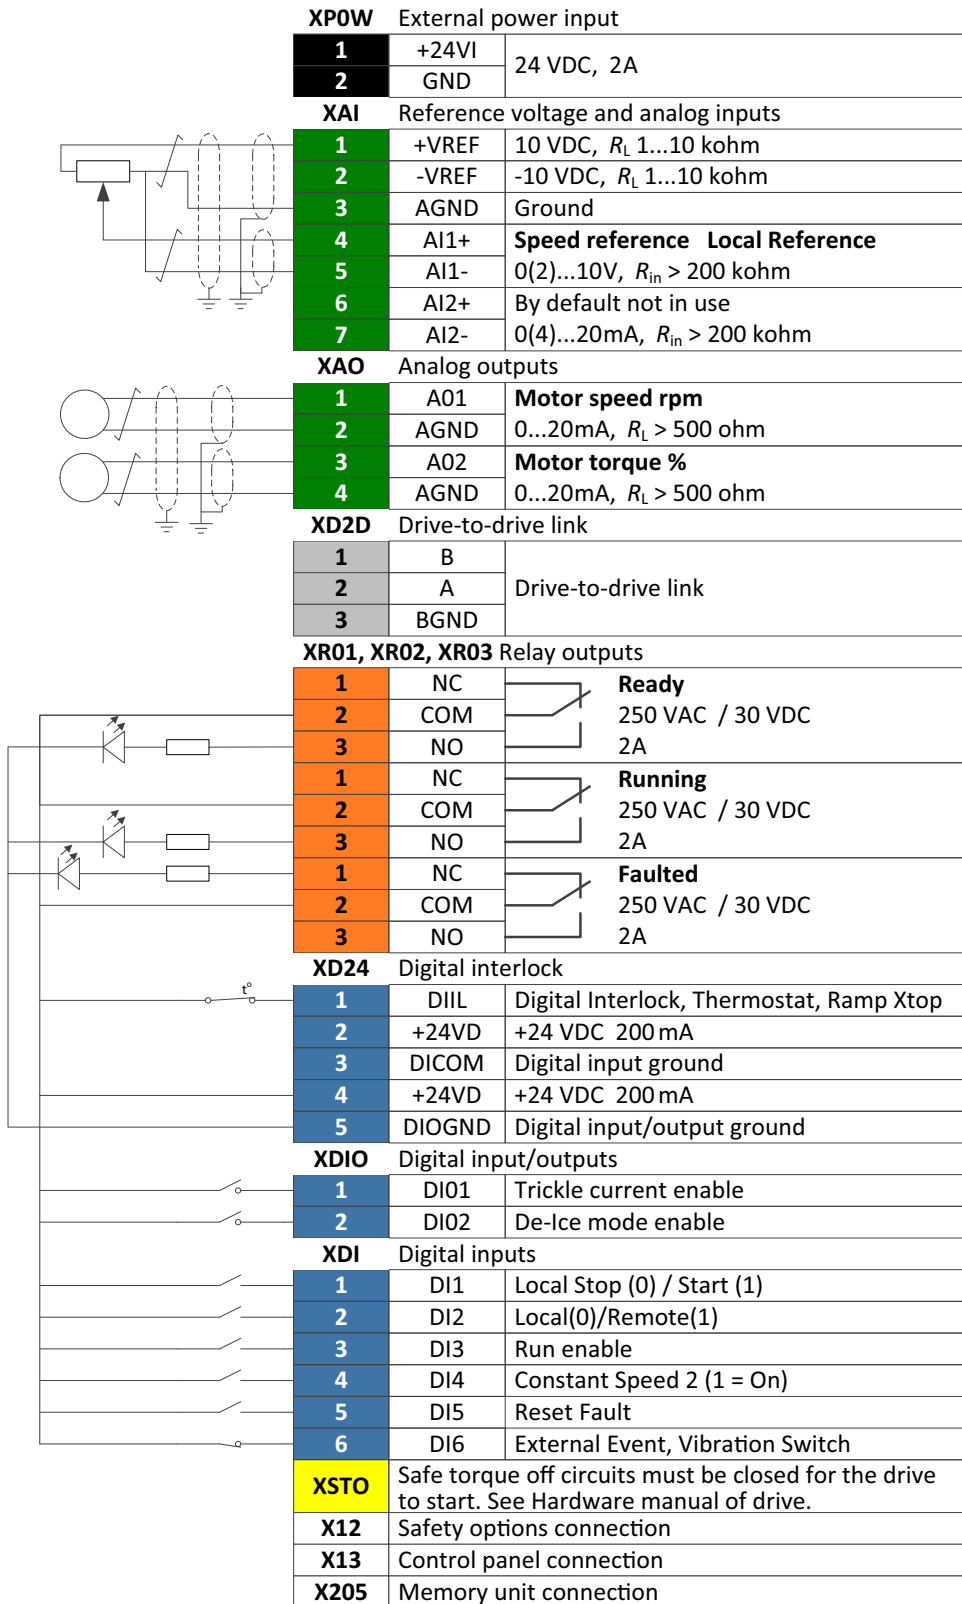 XP0W External power input
1 +24VI 24 VDC, 2A
2 GND
XAI Reference voltage and analog inputs
1 +VREF 10 VDC, RL 1...10 kohm
2 -VREF -10 VDC, RL 1...10 kohm
3 AGND Ground
4 AI1+ Speed reference Local Reference
5 AI1- 0(2)...10V, Rin > 200 kohm
6 AI2+ By default not in use
7 AI2- 0(4)...20mA, Rin > 200 kohm
XAO Analog outputs
1 A01 Motor speed rpm
2 AGND 0...20mA, RL > 500 ohm
3 A02 Motor torque %
4 AGND 0...20mA, RL > 500 ohm
XD2D Drive-to-drive link
1 B
2 A Drive-to-drive link
3 BGND
XR01, XR02, XR03 Relay outputs
1 NC Ready
2 COM 250 VAC / 30 VDC
3 NO 2A
1 NC Running
2 COM 250 VAC / 30 VDC
3 NO 2A
1 NC Faulted
2 COM 250 VAC / 30 VDC
3 NO 2A
XD24 Digital interlock
t° 1 DIIL Digital Interlock, Thermostat, Ramp Xtop
2 +24VD +24 VDC 200 mA
3 DICOM Digital input ground
4 +24VD +24 VDC 200 mA
5 DIOGND Digital input/output ground
XDIO Digital input/outputs
1 DI01 Trickle current enable
2 DI02 De-Ice mode enable
XDI Digital inputs
1 DI1 Local Stop (0) / Start (1)
2 DI2 Local(0)/Remote(1)
3 DI3 Run enable
4 DI4 Constant Speed 2 (1 = On)
5 DI5 Reset Fault
6 DI6 External Event, Vibration Switch
XSTO Safe torque off circuits must be closed for the drive
to start. See Hardware manual of drive.
X12 Safety options connection
X13 Control panel connection
X205 Memory unit connection